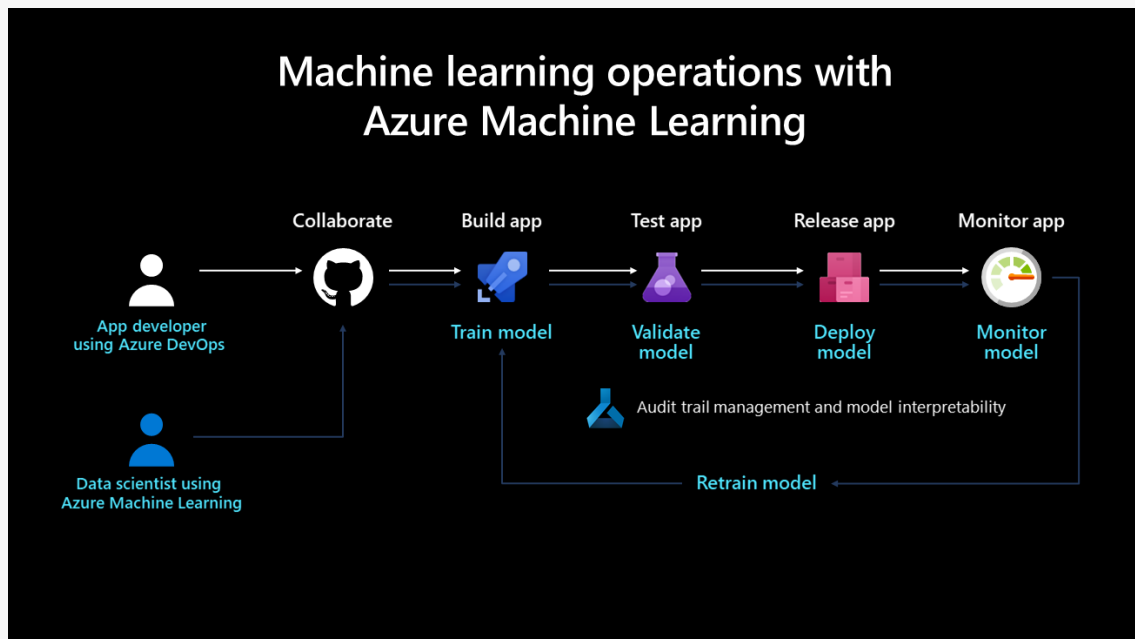 Machine learning operations with
Azure Machine Learning
Collaborate
Build app
Test app
Release app
Monitor app
App developer
using Azure DevOps
Train model
Validate
model
Deploy
model
Monitor
model
Audit trail management and model interpretability
Data scientist using
Azure Machine Learning
Retrain model